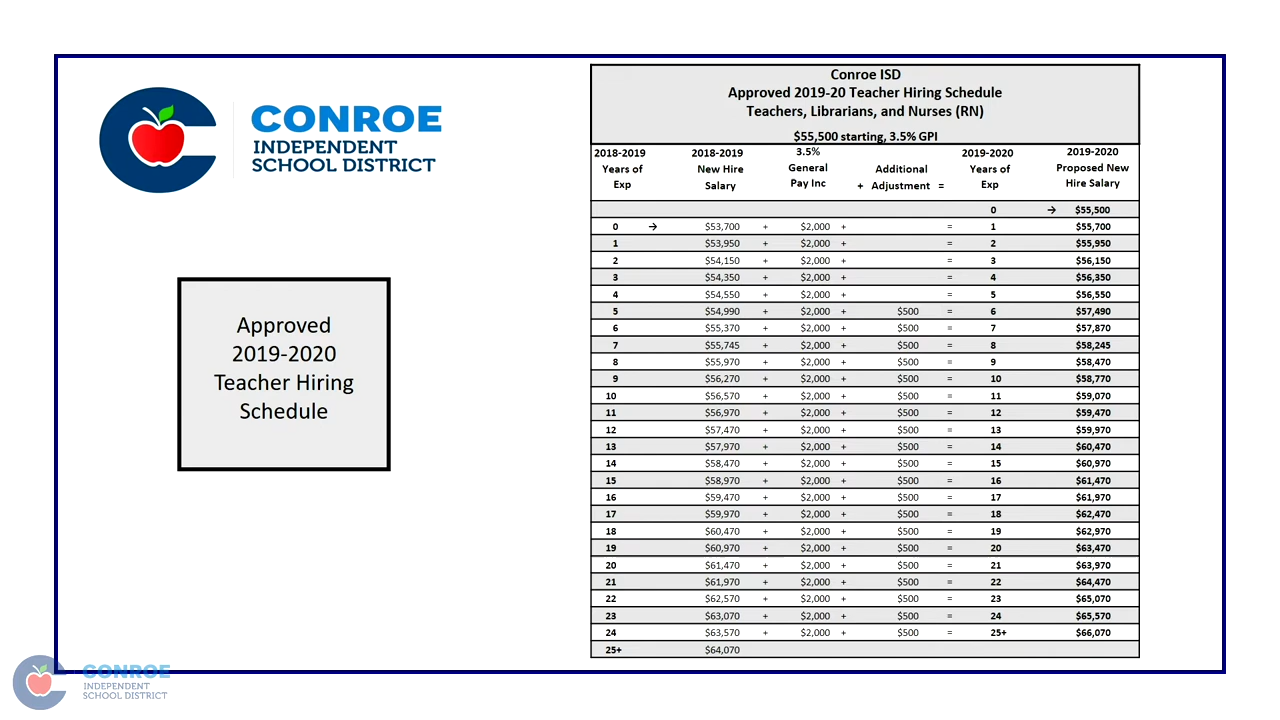 CONROE
INDEPENDENT
SCHOOL DISTRICT
Approved
2019-2020
Teacher Hiring
Schedule
Conroe ISD
Approved 2019-20 Teacher Hiring Schedule
Teachers, Librarians, and Nurses (RN)
$55,500 starting, 3.5% GPI
2018-2019 Years of Exp 2018-2019 New Hire Salary 3.5% General Pay Inc + Additional Adjustment = 2019-2020 Years of Exp 2019-2020 Proposed New Hire Salary
0 → $55,500
0 → $53,700 + $2,000 + = 1 $55,700
1 $53,950 + $2,000 + = 2 $55,950
2 $54,150 + $2,000 + = 3 $56,150
3 $54,350 + $2,000 + = 4 $56,350
4 $54,550 + $2,000 + = 5 $56,550
5 $54,990 + $2,000 + $500 = 6 $57,490
6 $55,370 + $2,000 + $500 = 7 $57,870
7 $55,745 + $2,000 + $500 = 8 $58,245
8 $55,970 + $2,000 + $500 = 9 $58,470
9 $56,270 + $2,000 + $500 = 10 $58,770
10 $56,570 + $2,000 + $500 = 11 $59,070
11 $56,970 + $2,000 + $500 = 12 $59,470
12 $57,470 + $2,000 + $500 = 13 $59,970
13 $57,970 + $2,000 + $500 = 14 $60,470
14 $58,470 + $2,000 + $500 = 15 $60,970
15 $58,970 + $2,000 + $500 = 16 $61,470
16 $59,470 + $2,000 + $500 = 17 $61,970
17 $59,970 + $2,000 + $500 = 18 $62,470
18 $60,470 + $2,000 + $500 = 19 $62,970
19 $60,970 + $2,000 + $500 = 20 $63,470
20 $61,470 + $2,000 + $500 = 21 $63,970
21 $61,970 + $2,000 + $500 = 22 $64,470
22 $62,570 + $2,000 + $500 = 23 $65,070
23 $63,070 + $2,000 + $500 = 24 $65,570
24 $63,570 + $2,000 + $500 = 25+ $66,070
25+ $64,070
CONROE
INDEPENDENT
SCHOOL DISTRICT